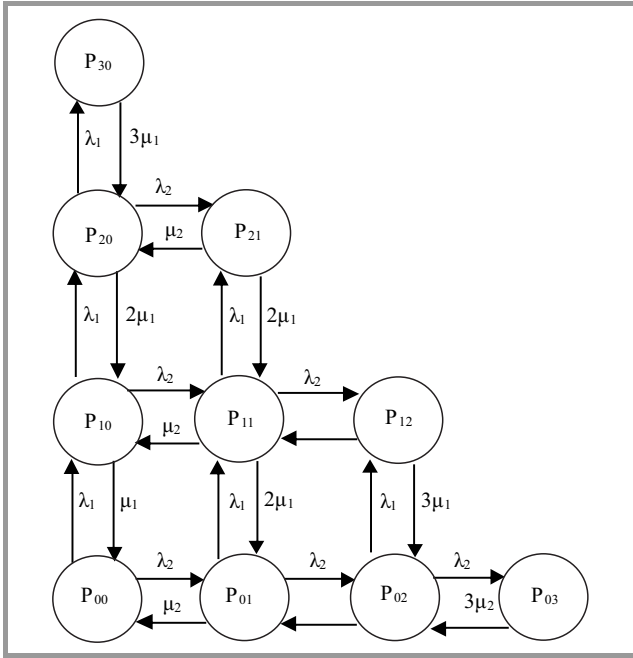 P30
λ1 3μ1
λ2
P20 P21
μ2
λ1 2μ1 λ1 2μ1
λ2 λ2
P10 P11 P12
μ2
λ1 μ1 λ1 2μ1 λ1 3μ1
λ2 λ2 λ2
P00 P01 P02 P03
μ2 3μ2